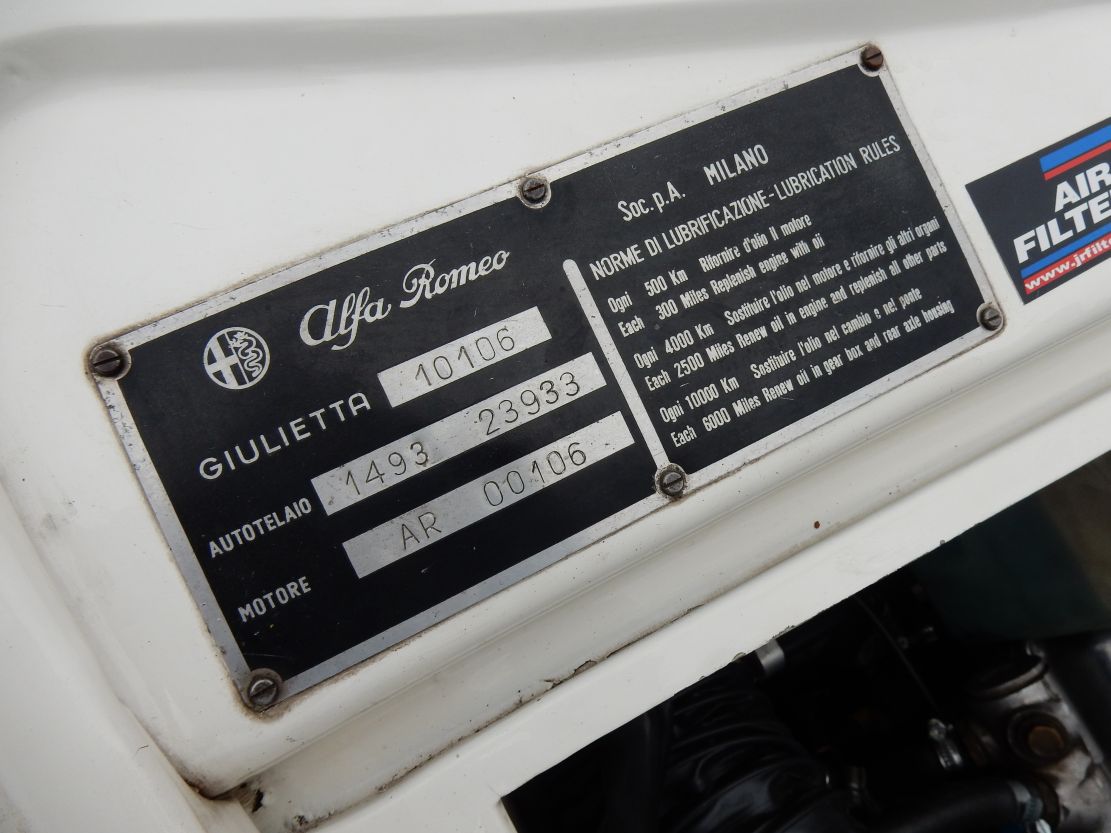 Alfa Romeo
GIULIETTA 10106
AUTOTELAIO 1493 23933
MOTORE AR 00106
Soc. p.A. MILANO
NORME DI LUBRIFICAZIONE - LUBRICATION RULES
Ogni 500 Km Rifornire d'olio Il motore
Each 300 Miles Replenish engine with oil
Ogni 4000 Km Sostituire l'olio nel motore e rifornire gli altri organi
Each 2500 Miles Renew oil in engine and replenish all other parts
Ogni 10000 Km Sostituire l'olio nel cambio e nel ponte
Each 6000 Miles Renew oil in gear box and rear axle housing
AIR
FILTE
www.jrfilt